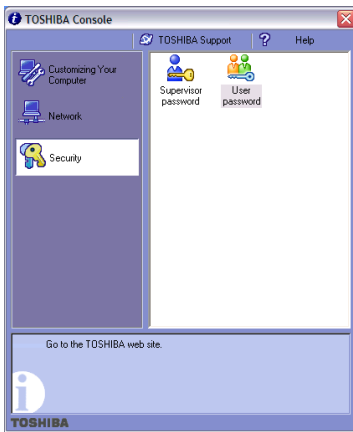 TOSHIBA Console
TOSHIBA Support ? Help
Customizing Your
Computer
Network
Security
Supervisor
password
User
password
Go to the TOSHIBA web site.
i
TOSHIBA